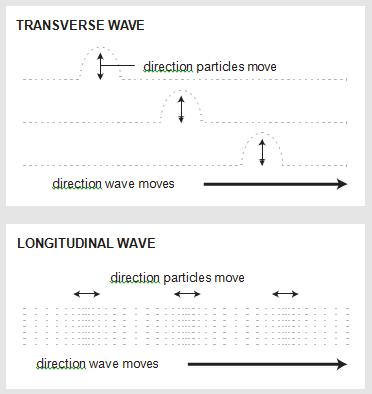 TRANSVERSE WAVE
direction particles move
direction wave moves
LONGITUDINAL WAVE
direction particles move
direction wave moves